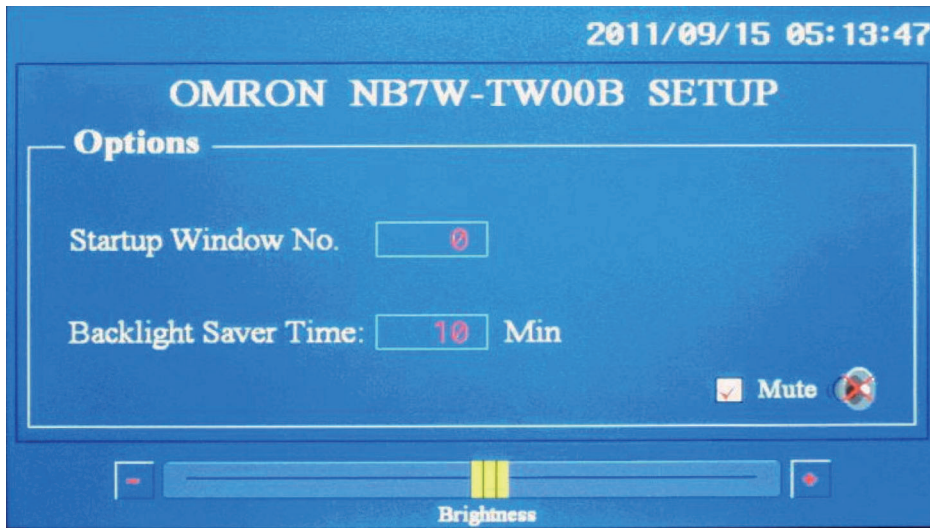 2011/09/15 05:13:47
OMRON NB7W-TW00B SETUP
Options
Startup Window No. 0
Backlight Saver Time: 10 Min
Mute
- +
Brightness